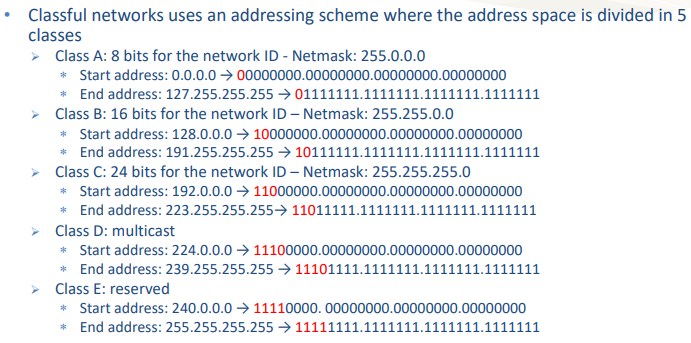 • Classful networks uses an addressing scheme where the address space is divided in 5
classes
➢ Class A: 8 bits for the network ID - Netmask: 255.0.0.0
* Start address: 0.0.0.0 → 00000000.00000000.00000000.00000000
* End address: 127.255.255.255 → 01111111.1111111.1111111.1111111
➢ Class B: 16 bits for the network ID – Netmask: 255.255.0.0
* Start address: 128.0.0.0 → 10000000.00000000.00000000.00000000
* End address: 191.255.255.255 → 10111111.1111111.1111111.1111111
➢ Class C: 24 bits for the network ID – Netmask: 255.255.255.0
* Start address: 192.0.0.0 → 11000000.00000000.00000000.00000000
* End address: 223.255.255.255→ 11011111.1111111.1111111.1111111
➢ Class D: multicast
* Start address: 224.0.0.0 → 11100000.00000000.00000000.00000000
* End address: 239.255.255.255 → 11101111.1111111.1111111.1111111
➢ Class E: reserved
* Start address: 240.0.0.0 → 11110000. 00000000.00000000.00000000
* End address: 255.255.255.255 → 11111111.1111111.1111111.1111111